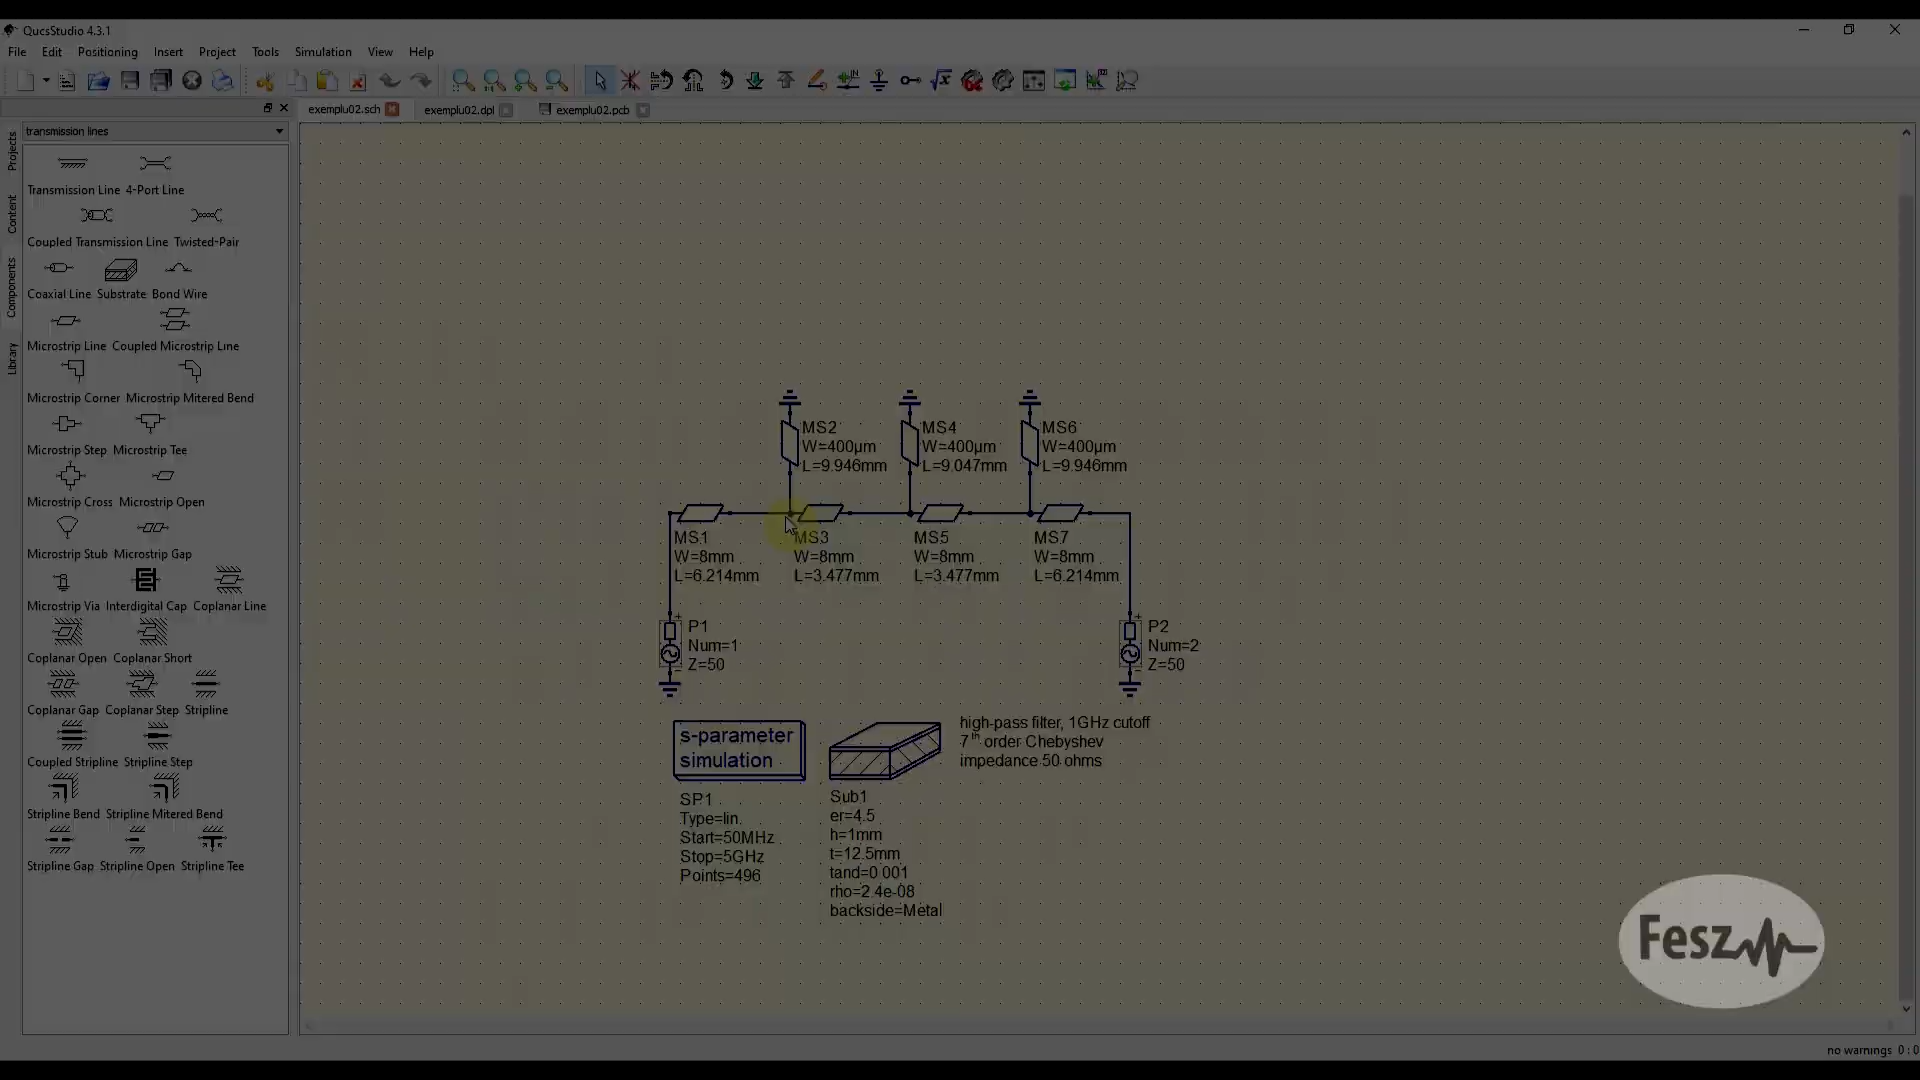 QucsStudio 4.3.1
File Edit Positioning Insert Project Tools Simulation View Help
exemplu02.sch exemplu02.dpl exemplu02.pcb
transmission lines
Projects
Content
Components
Library
Transmission Line 4-Port Line
Coupled Transmission Line Twisted-Pair
Coaxial Line Substrate Bond Wire
Microstrip Line Coupled Microstrip Line
Microstrip Corner Microstrip Mitered Bend
Microstrip Step Microstrip Tee
Microstrip Cross Microstrip Open
Microstrip Stub Microstrip Gap
Microstrip Via Interdigital Cap Coplanar Line
Coplanar Open Coplanar Short
Coplanar Gap Coplanar Step Stripline
Coupled Stripline Stripline Step
Stripline Bend Stripline Mitered Bend
Stripline Gap Stripline Open Stripline Tee
MS2
W=400µm
L=9.946mm
MS4
W=400µm
L=9.047mm
MS6
W=400µm
L=9.946mm
MS1
W=8mm
L=6.214mm
MS3
W=8mm
L=3.477mm
MS5
W=8mm
L=3.477mm
MS7
W=8mm
L=6.214mm
P1
Num=1
Z=50
P2
Num=2
Z=50
s-parameter
simulation
SP1
Type=lin
Start=50MHz
Stop=5GHz
Points=496
Sub1
er=4.5
h=1mm
t=12.5mm
tand=0.001
rho=2.4e-08
backside=Metal
high-pass filter, 1GHz cutoff
7th order Chebyshev
impedance 50 ohms
Fesz
no warnings 0 : 0